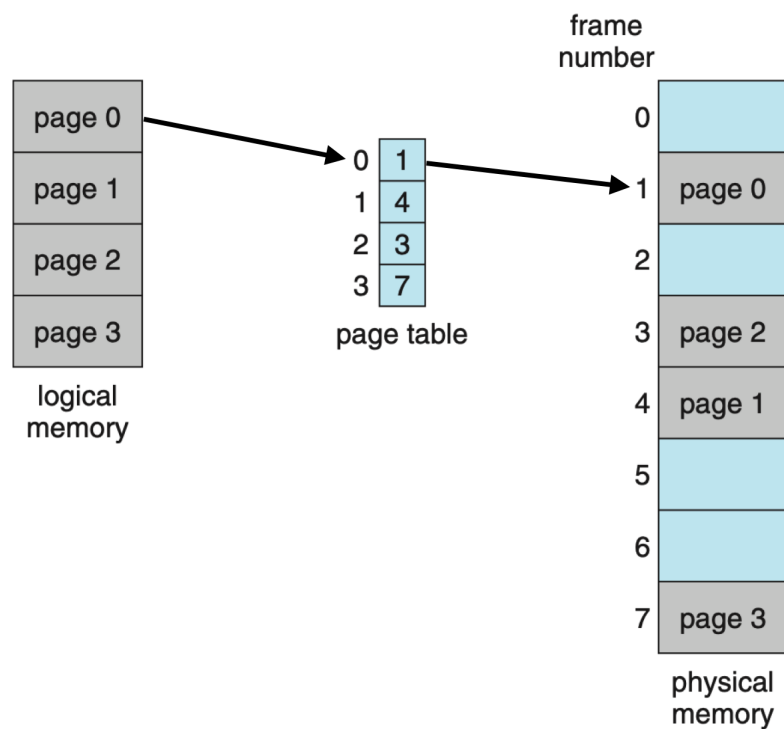 page 0
page 1
page 2
page 3
logical
memory
0 1
1 4
2 3
3 7
page table
frame
number
0
1 page 0
2
3 page 2
4 page 1
5
6
7 page 3
physical
memory